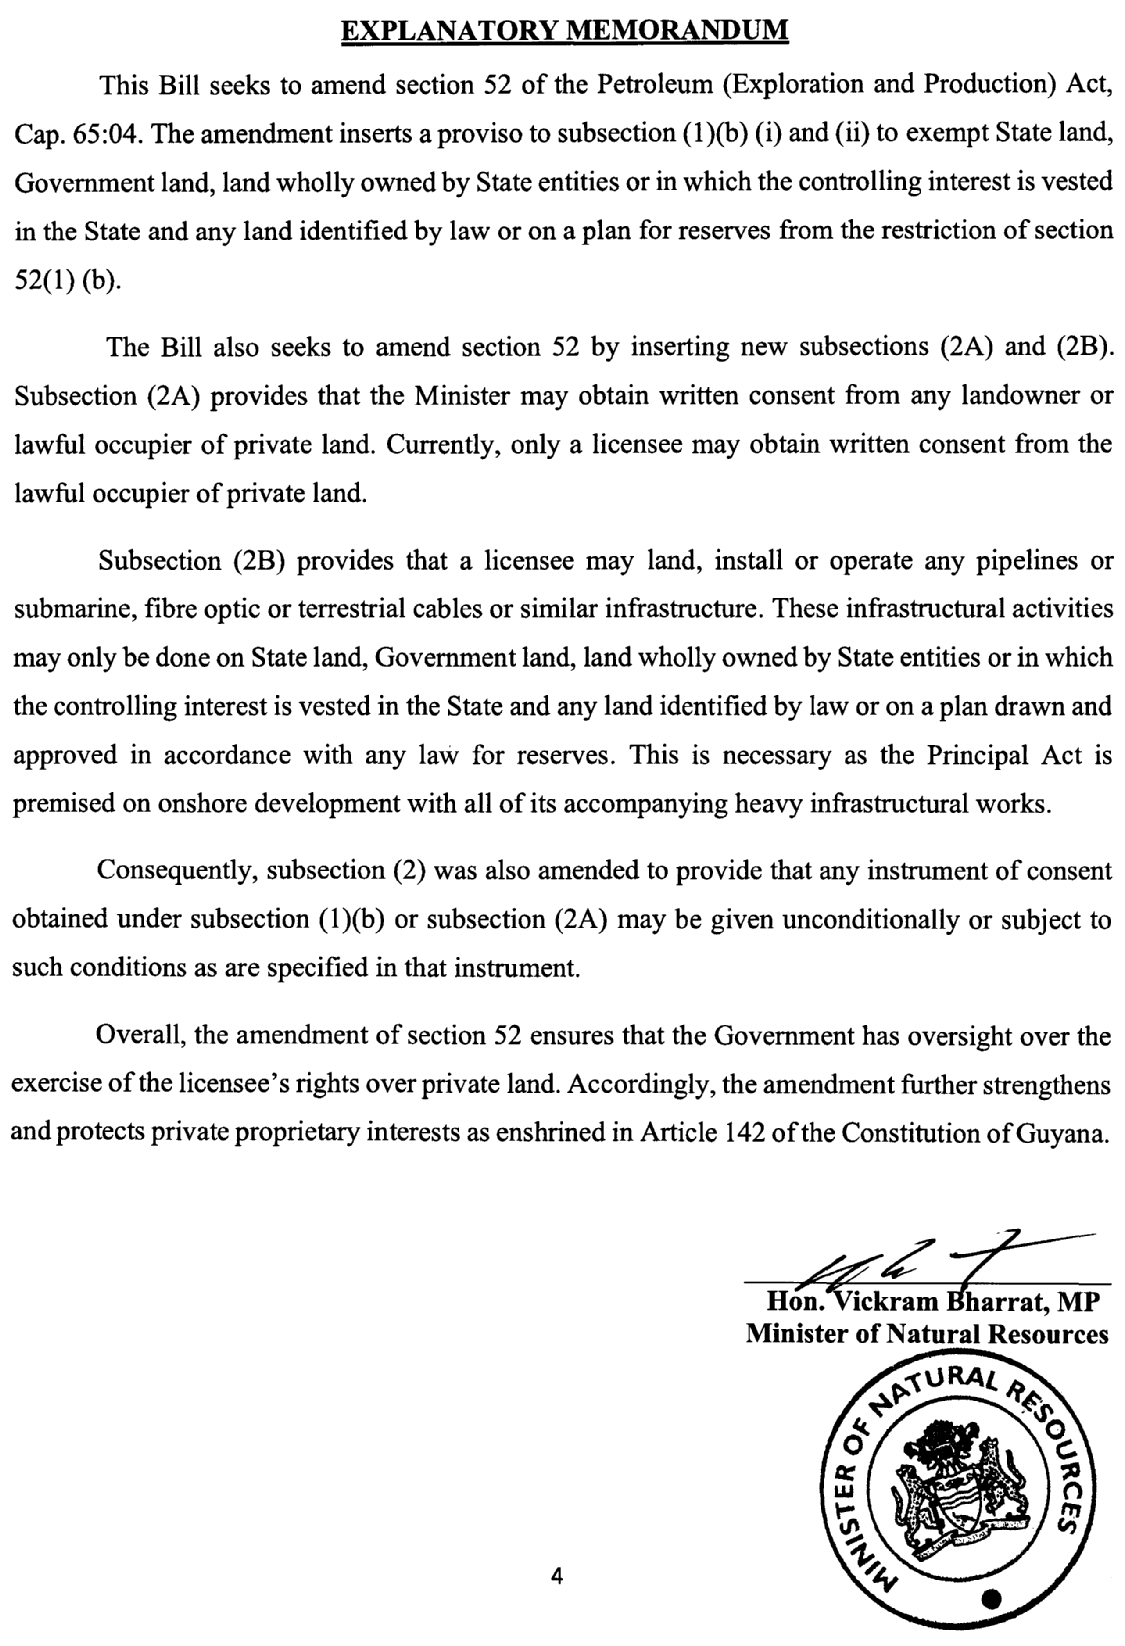 EXPLANATORY MEMORANDUM
This Bill seeks to amend section 52 of the Petroleum (Exploration and Production) Act,
Cap. 65:04. The amendment inserts a proviso to subsection (1)(b) (i) and (ii) to exempt State land,
Government land, land wholly owned by State entities or in which the controlling interest is vested
in the State and any land identified by law or on a plan for reserves from the restriction of section
52(1) (b).
The Bill also seeks to amend section 52 by inserting new subsections (2A) and (2B).
Subsection (2A) provides that the Minister may obtain written consent from any landowner or
lawful occupier of private land. Currently, only a licensee may obtain written consent from the
lawful occupier of private land.
Subsection (2B) provides that a licensee may land, install or operate any pipelines or
submarine, fibre optic or terrestrial cables or similar infrastructure. These infrastructural activities
may only be done on State land, Government land, land wholly owned by State entities or in which
the controlling interest is vested in the State and any land identified by law or on a plan drawn and
approved in accordance with any law for reserves. This is necessary as the Principal Act is
premised on onshore development with all of its accompanying heavy infrastructural works.
Consequently, subsection (2) was also amended to provide that any instrument of consent
obtained under subsection (1)(b) or subsection (2A) may be given unconditionally or subject to
such conditions as are specified in that instrument.
Overall, the amendment of section 52 ensures that the Government has oversight over the
exercise of the licensee's rights over private land. Accordingly, the amendment further strengthens
and protects private proprietary interests as enshrined in Article 142 of the Constitution of Guyana.
Hon. Vickram Bharrat, MP
Minister of Natural Resources
MINISTER OF NATURAL RESOURCES
4